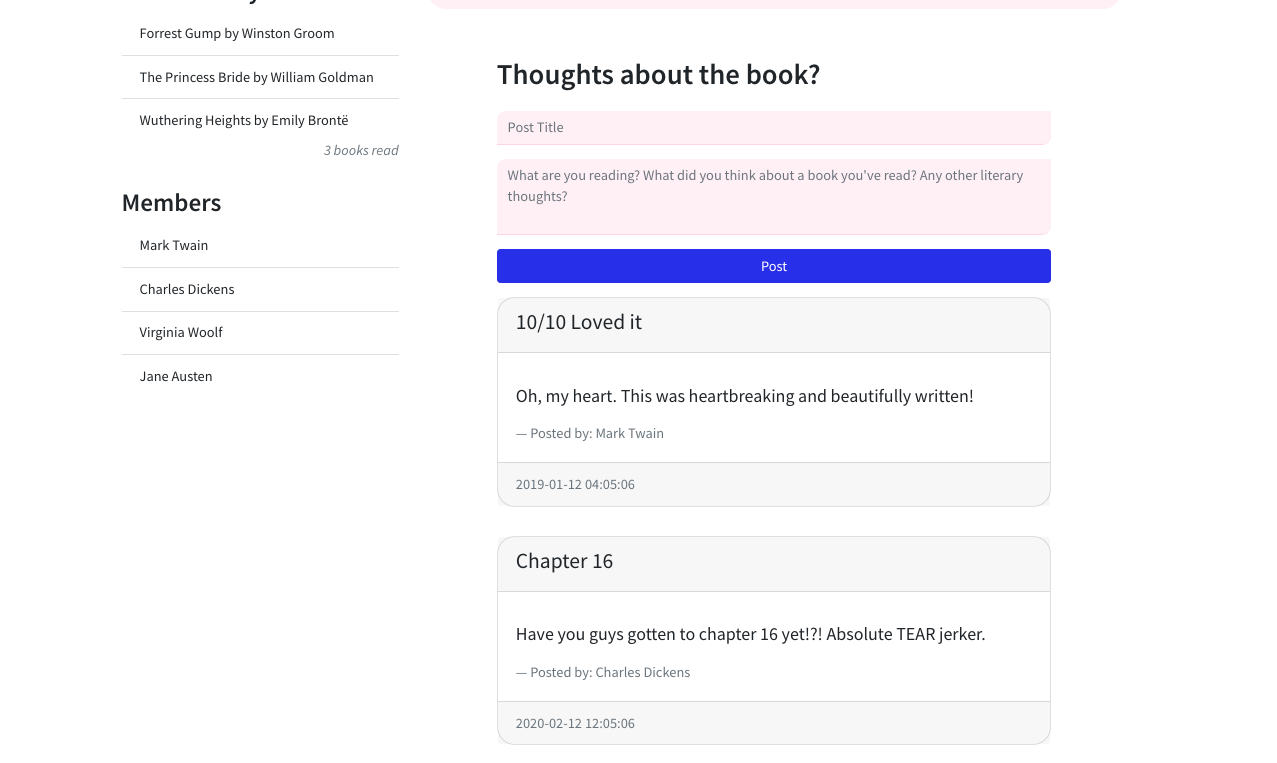 Forrest Gump by Winston Groom
The Princess Bride by William Goldman
Wuthering Heights by Emily Brontë
3 books read
Members
Mark Twain
Charles Dickens
Virginia Woolf
Jane Austen
Thoughts about the book?
Post Title
What are you reading? What did you think about a book you've read? Any other literary
thoughts?
Post
10/10 Loved it
Oh, my heart. This was heartbreaking and beautifully written!
— Posted by: Mark Twain
2019-01-12 04:05:06
Chapter 16
Have you guys gotten to chapter 16 yet!?! Absolute TEAR jerker.
— Posted by: Charles Dickens
2020-02-12 12:05:06